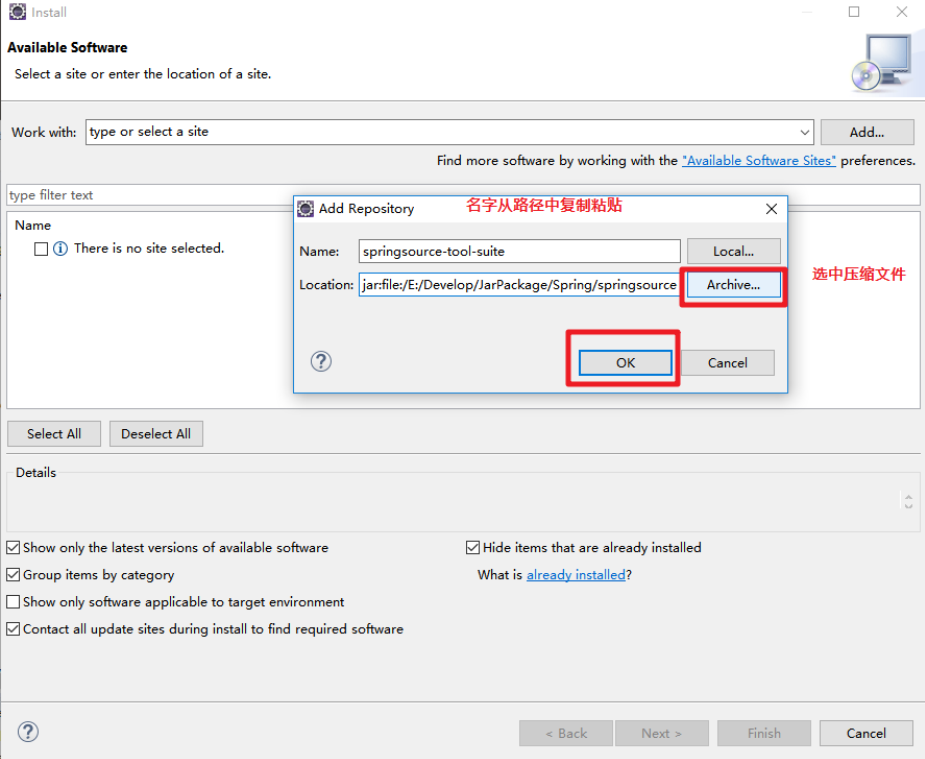 Install
Available Software
Select a site or enter the location of a site.
Work with: type or select a site Add...
Find more software by working with the "Available Software Sites" preferences.
type filter text
Name
There is no site selected.
Add Repository 名字从路径中复制粘贴
Name: springsource-tool-suite Local...
Location: jar:file:/E:/Develop/JarPackage/Spring/springsource Archive... 选中压缩文件
OK Cancel
Select All Deselect All
Details
Show only the latest versions of available software Hide items that are already installed
Group items by category What is already installed?
Show only software applicable to target environment
Contact all update sites during install to find required software
< Back Next > Finish Cancel